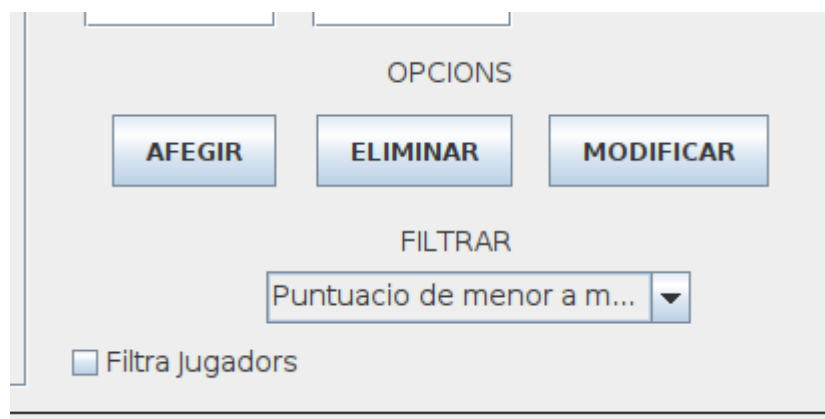 OPCIONS
AFEGIR ELIMINAR MODIFICAR
FILTRAR
Puntuacio de menor a m...
Filtra Jugadors